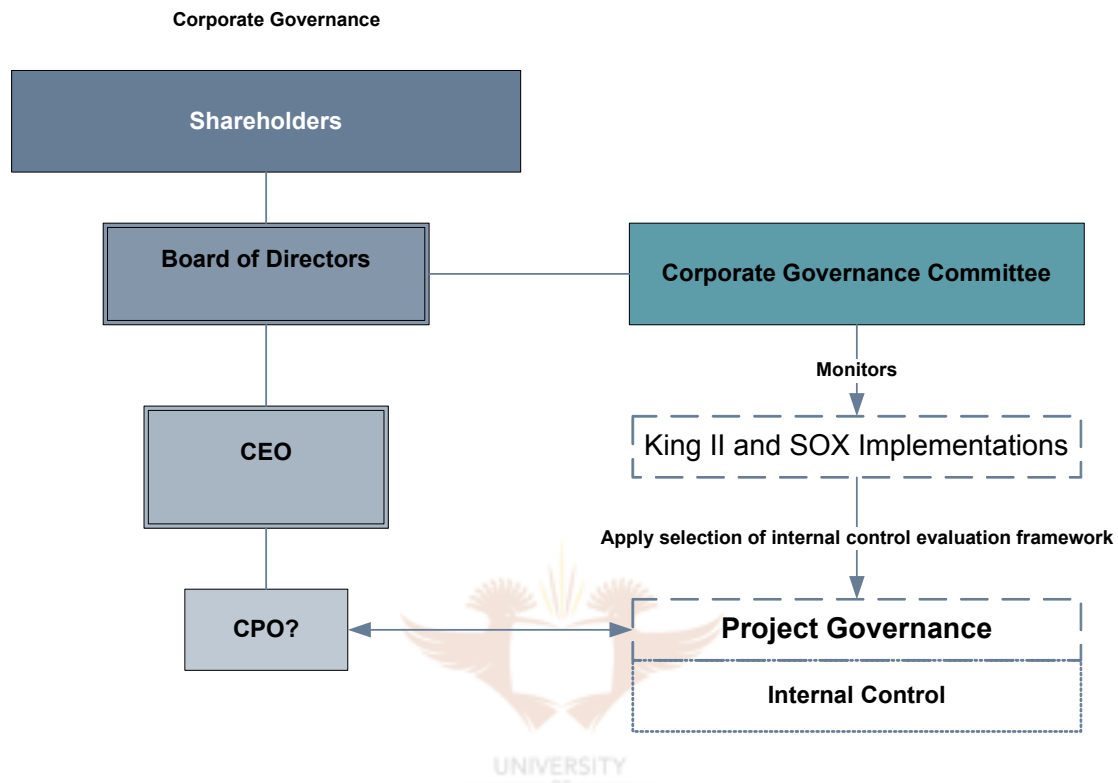 Corporate Governance
Shareholders
Board of Directors
Corporate Governance Committee
Monitors
CEO
King II and SOX Implementations
Apply selection of internal control evaluation framework
CPO?
Project Governance
Internal Control
UNIVERSITY